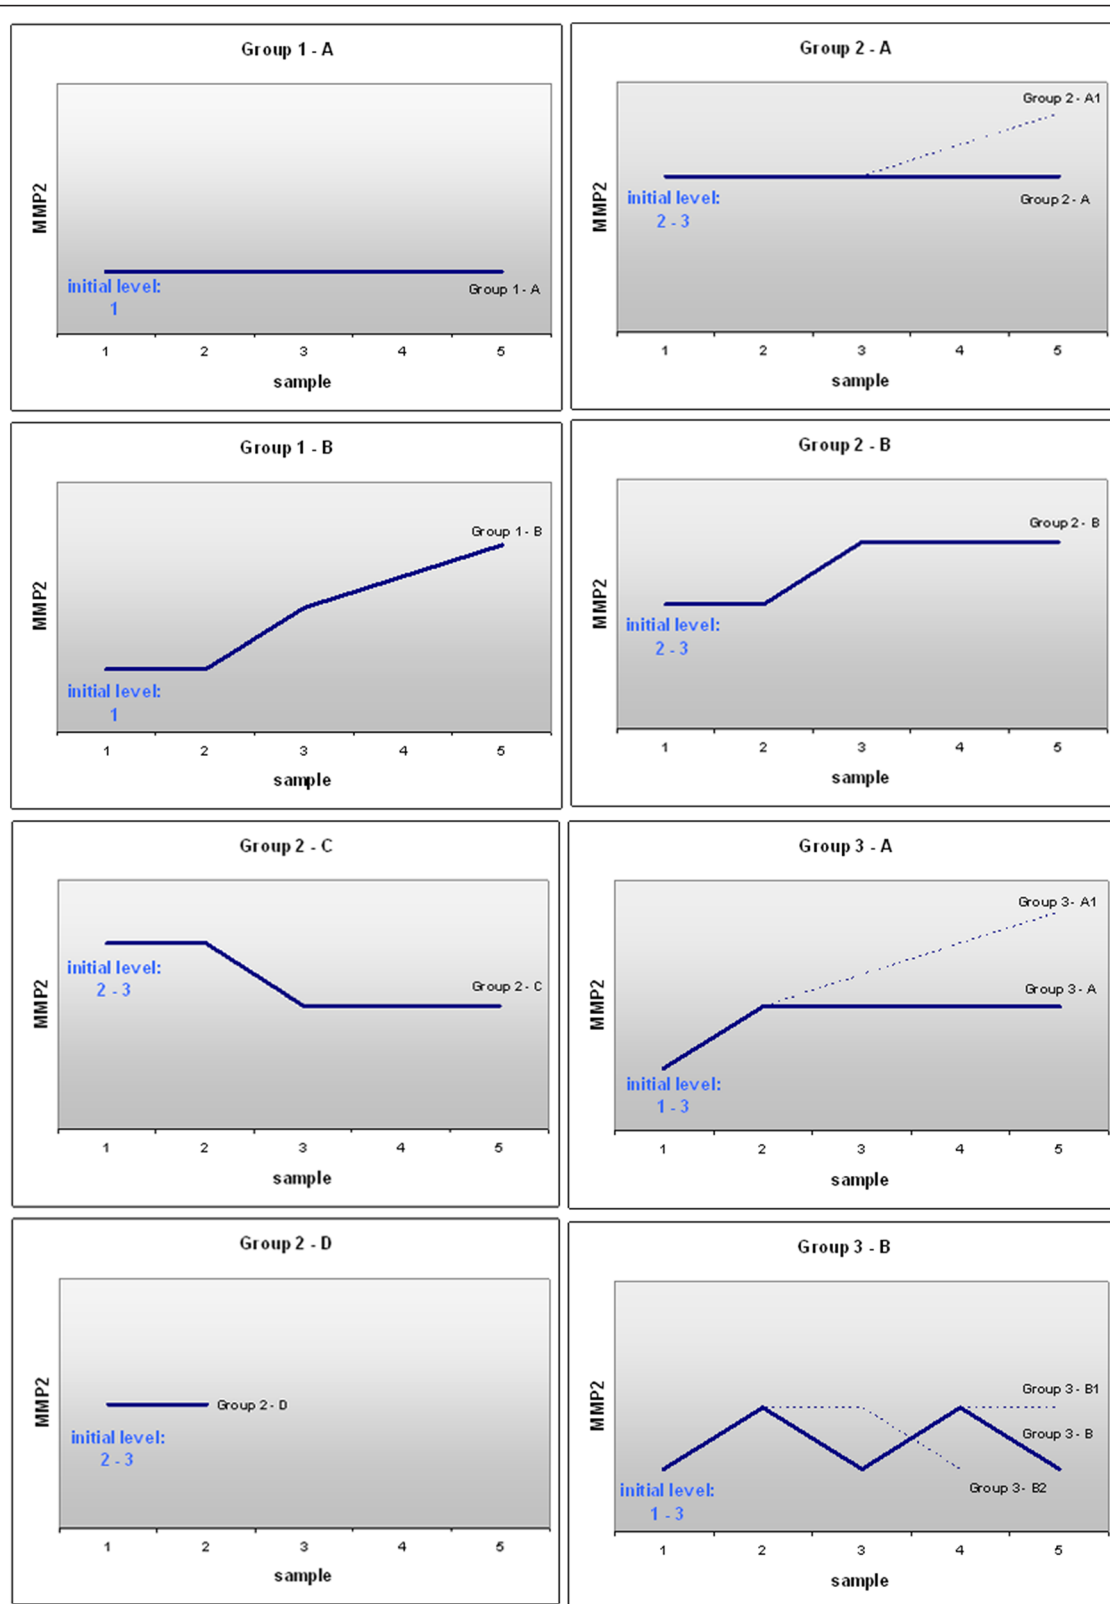 Group 1 - A
MMP2
initial level:
1
Group 1 - A
1 2 3 4 5
sample
Group 2 - A
MMP2
Group 2 - A1
initial level:
2 - 3
Group 2 - A
1 2 3 4 5
sample
Group 1 - B
MMP2
Group 1 - B
initial level:
1
1 2 3 4 5
sample
Group 2 - B
MMP2
Group 2 - B
initial level:
2 - 3
1 2 3 4 5
sample
Group 2 - C
MMP2
initial level:
2 - 3
Group 2 - C
1 2 3 4 5
sample
Group 3 - A
MMP2
Group 3 - A1
Group 3 - A
initial level:
1 - 3
1 2 3 4 5
sample
Group 2 - D
MMP2
Group 2 - D
initial level:
2 - 3
1 2 3 4 5
sample
Group 3 - B
MMP2
Group 3 - B1
Group 3 - B
Group 3 - B2
initial level:
1 - 3
1 2 3 4 5
sample